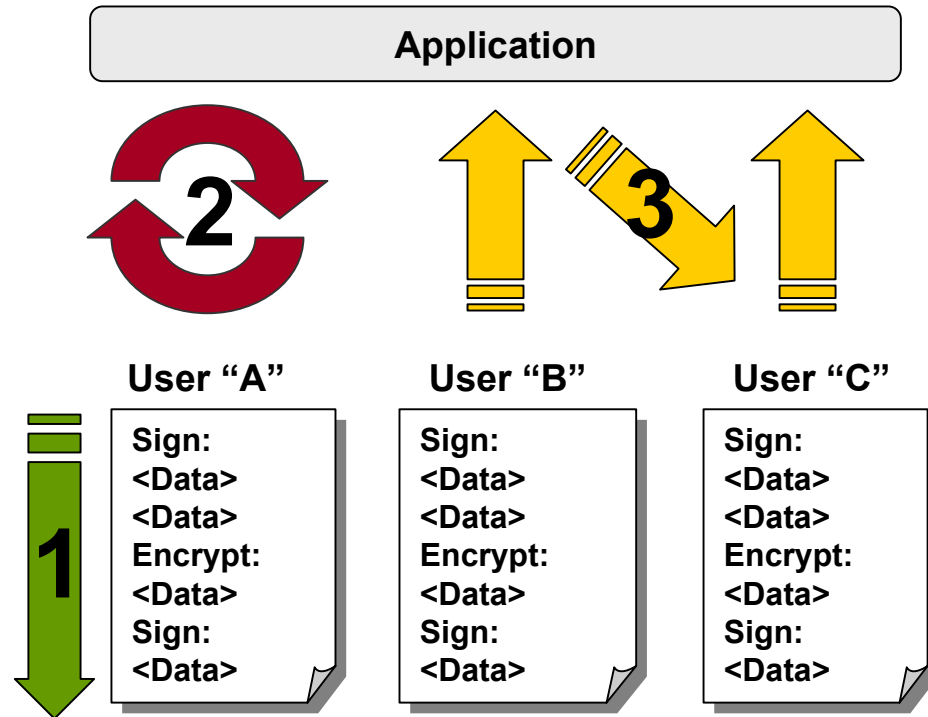 Application
2
3
User “A”
User “B”
User “C”
1
Sign:
<Data>
<Data>
Encrypt:
<Data>
Sign:
<Data>
Sign:
<Data>
<Data>
Encrypt:
<Data>
Sign:
<Data>
Sign:
<Data>
<Data>
Encrypt:
<Data>
Sign:
<Data>